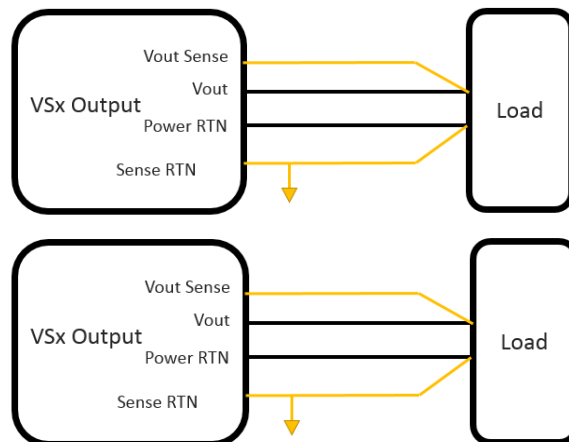 Vout Sense
Vout
VSx Output
Power RTN
Sense RTN
Load
Vout Sense
Vout
VSx Output
Power RTN
Sense RTN
Load